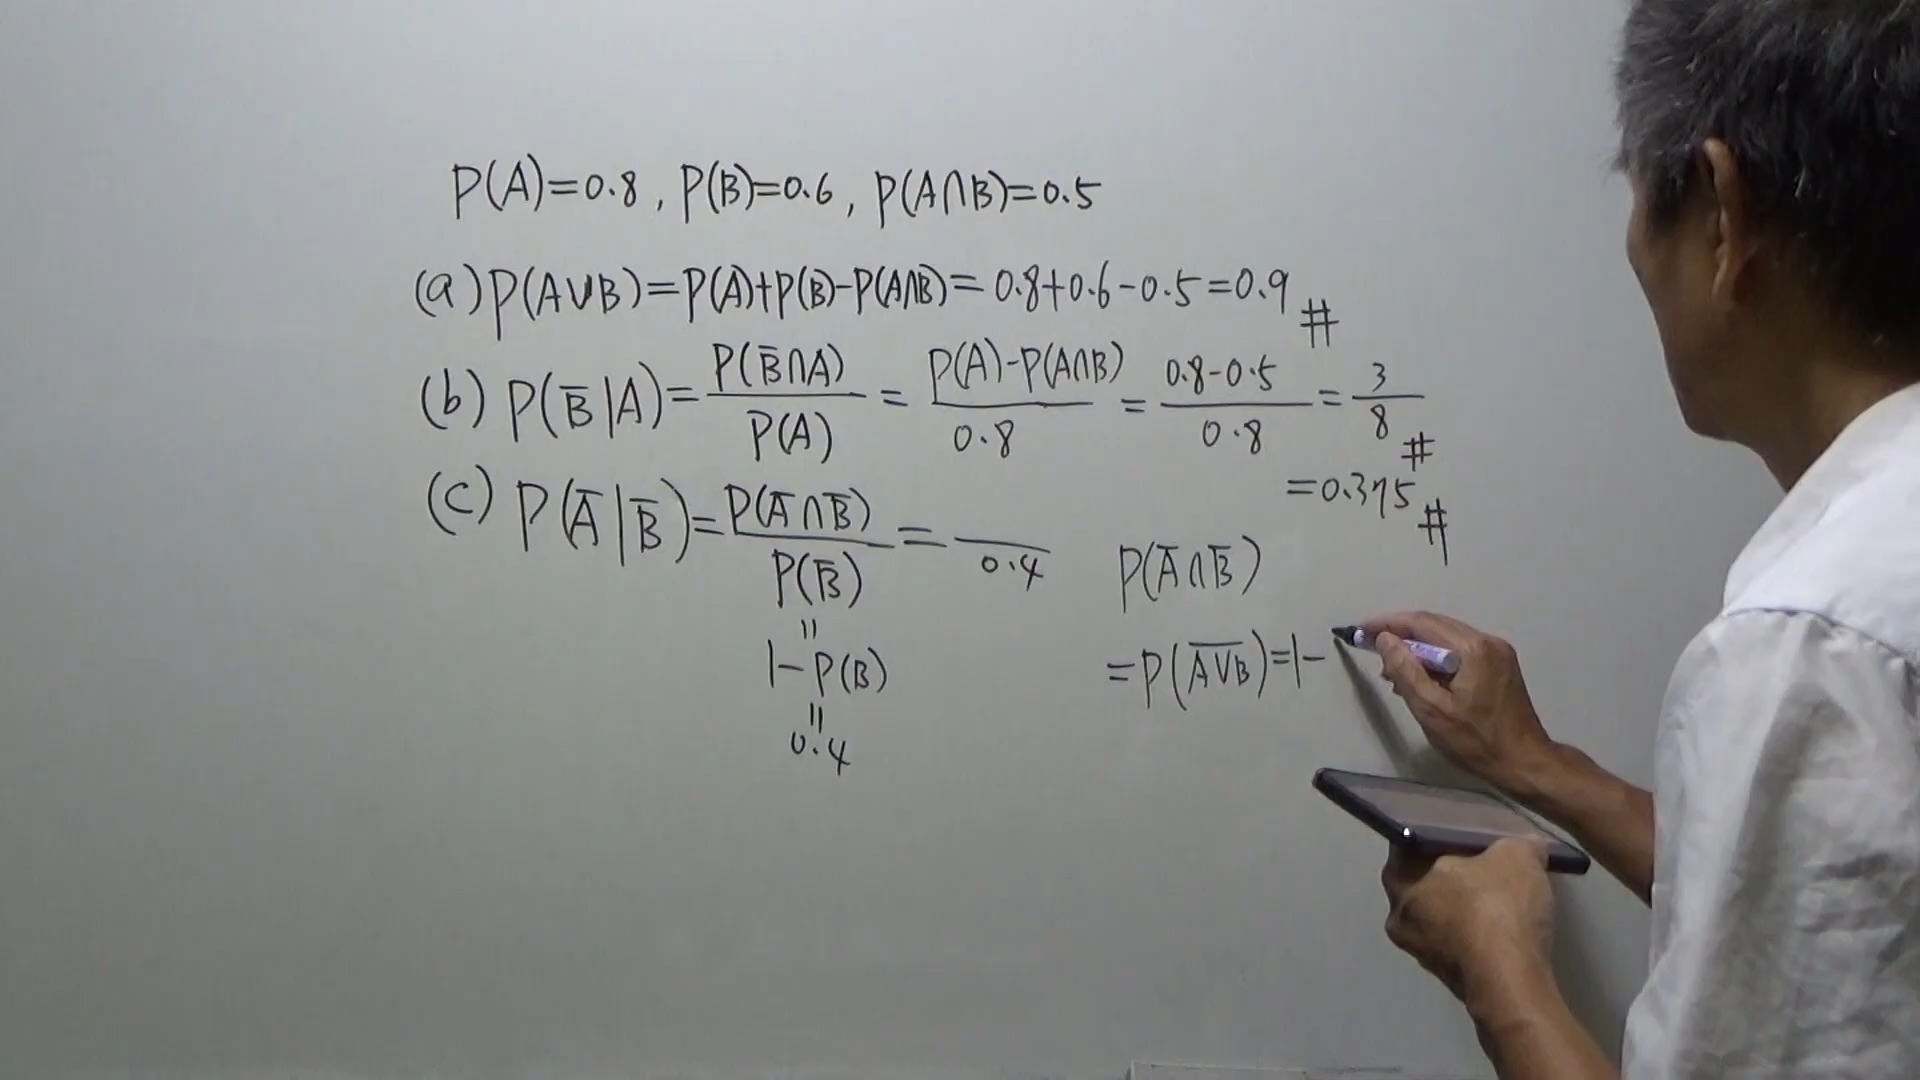 P(A)=0.8, P(B)=0.6, P(A∩B)=0.5
(a) P(A∪B)=P(A)+P(B)-P(A∩B)=0.8+0.6-0.5=0.9 #
(b) P(B̅|A)= P(B̅∩A)/P(A) = P(A)-P(A∩B)/0.8 = 0.8-0.5/0.8 = 3/8 #
=0.375 #
(c) P(A̅|B̅)= P(A̅∩B̅)/P(B̅) = /0.4
=
1-P(B)
=
0.4
P(A̅∩B̅)
=P(A̅∪̅B̅)=1-